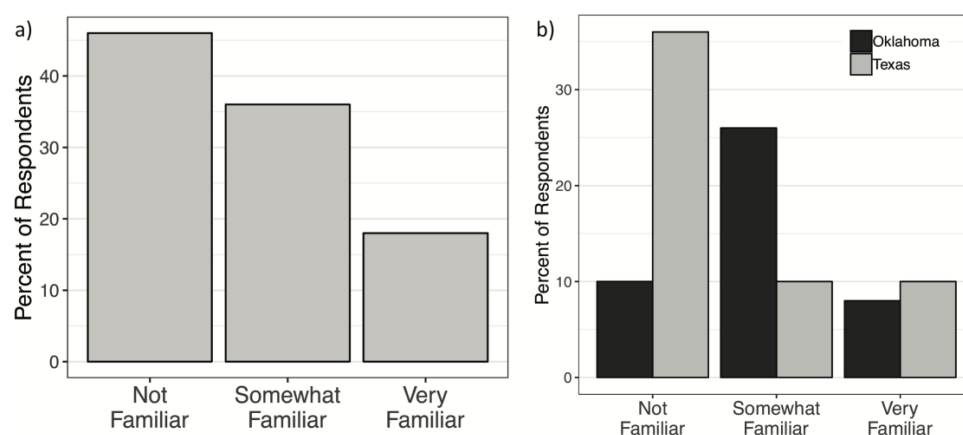 a)
Percent of Respondents
40
30
20
10
0
Not
Familiar
Somewhat
Familiar
Very
Familiar
b)
Oklahoma
Texas
Percent of Respondents
30
20
10
0
Not
Familiar
Somewhat
Familiar
Very
Familiar